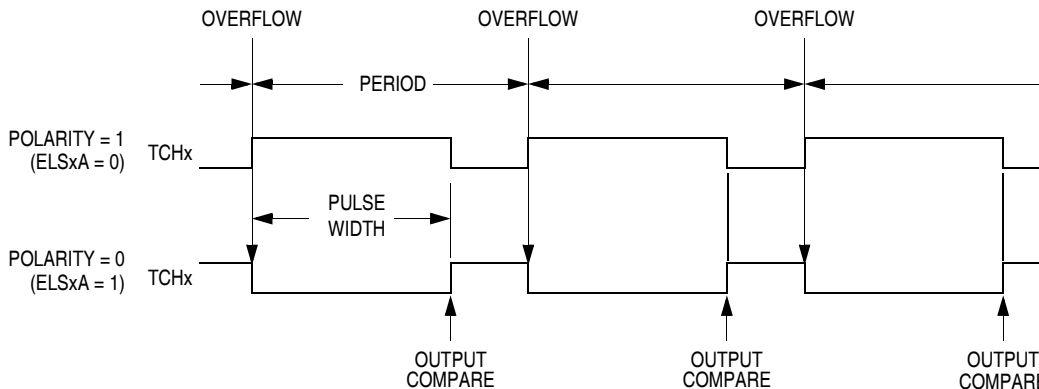 OVERFLOW OVERFLOW OVERFLOW
PERIOD
POLARITY = 1
(ELSxA = 0)
TCHx
PULSE
WIDTH
POLARITY = 0
(ELSxA = 1)
TCHx
OUTPUT
COMPARE
OUTPUT
COMPARE
OUTPUT
COMPARE